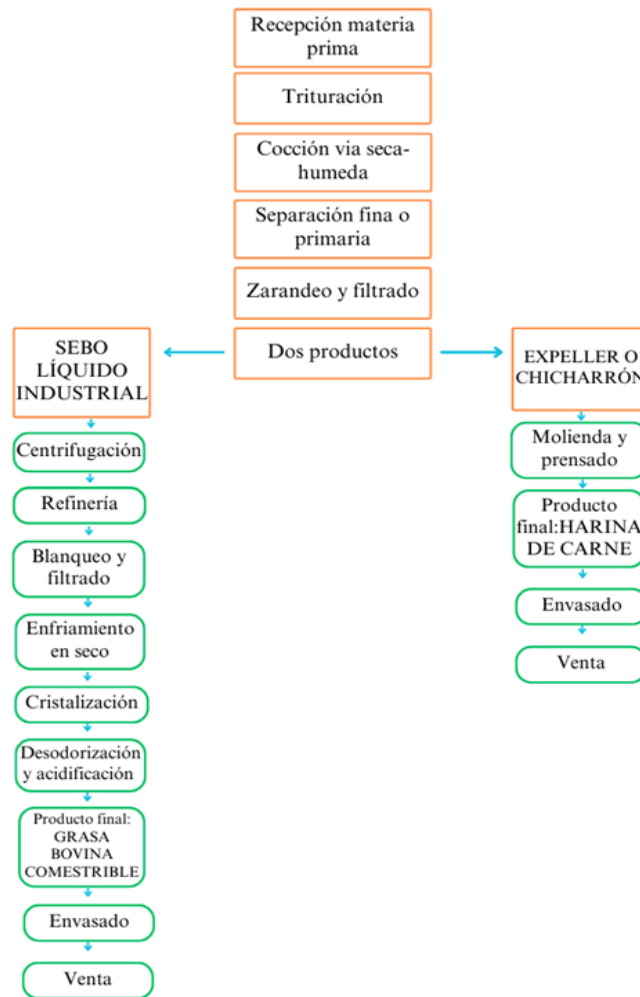 Recepción materia
prima
Trituración
Cocción via seca-
humeda
Separación fina o
primaria
Zarandeo y filtrado
Dos productos
SEBO
LÍQUIDO
INDUSTRIAL
Centrifugación
Refinería
Blanqueo y
filtrado
Enfriamiento
en seco
Cristalización
Desodorización
y acidificación
Producto final:
GRASA
BOVINA
COMESTRIBLE
Envasado
Venta
EXPELLER O
CHICHARRÓN
Molienda y
prensado
Producto
final:HARINA
DE CARNE
Envasado
Venta